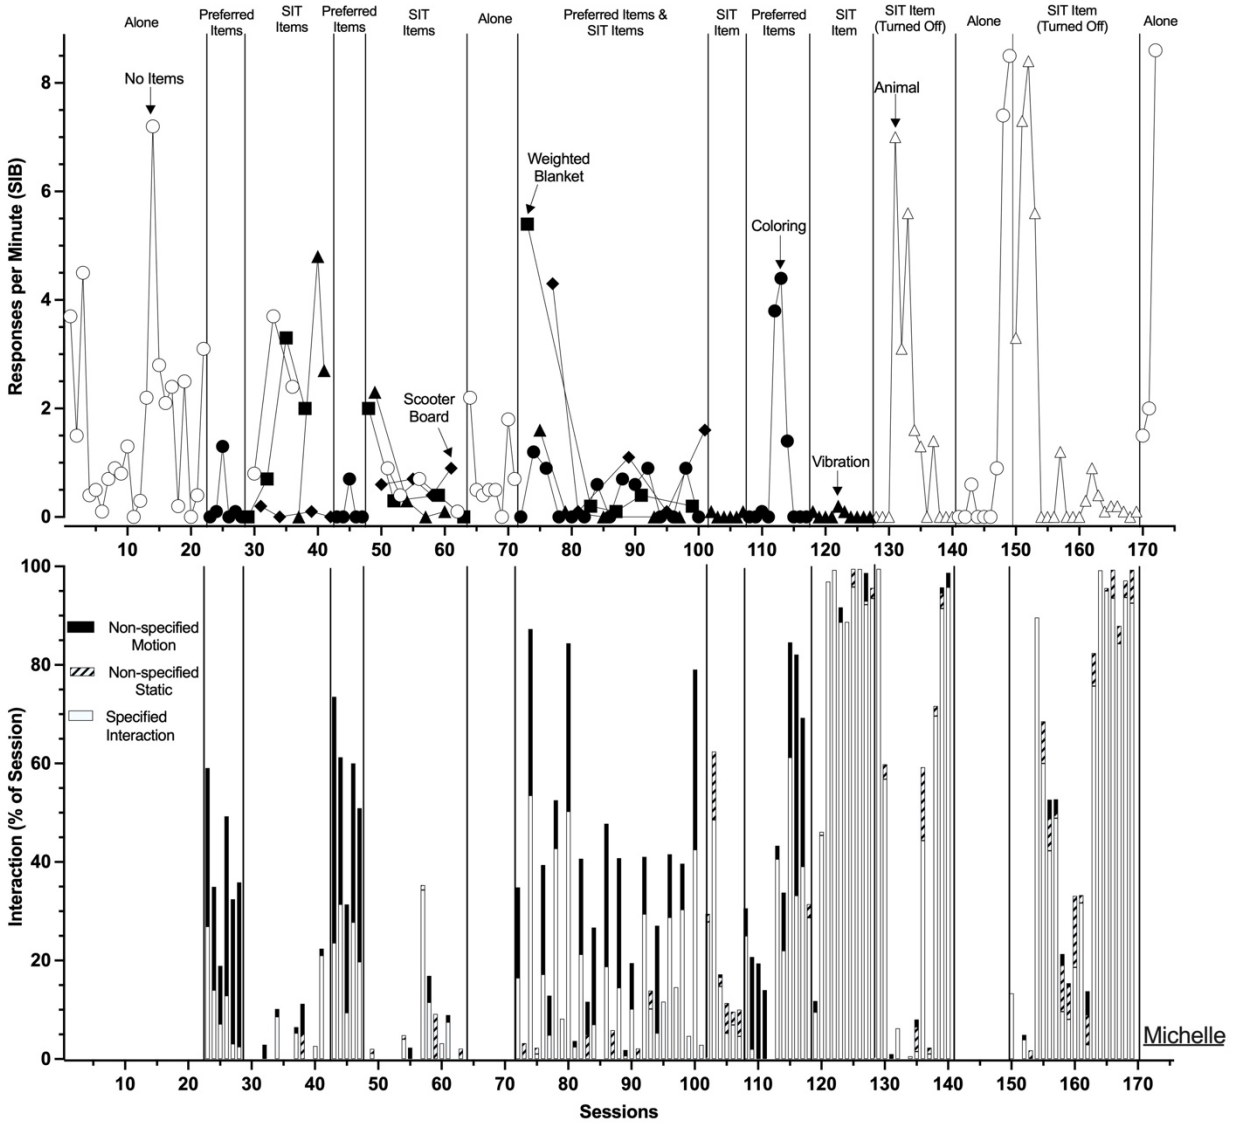 Alone
Preferred
Items
SIT
Items
Preferred
Items
SIT
Items
Alone
Preferred Items &
SIT Items
SIT
Item
Preferred
Items
SIT
Item
SIT Item
(Turned Off)
Alone
SIT Item
(Turned Off)
Alone
No Items
Animal
Weighted
Blanket
Coloring
Scooter
Board
Vibration
Responses per Minute (SIB)
8
6
4
2
0
10 20 30 40 50 60 70 80 90 100 110 120 130 140 150 160 170
Interaction (% of Session)
100
80
60
40
20
0
Non-specified
Motion
Non-specified
Static
Specified
Interaction
Michelle
10 20 30 40 50 60 70 80 90 100 110 120 130 140 150 160 170
Sessions